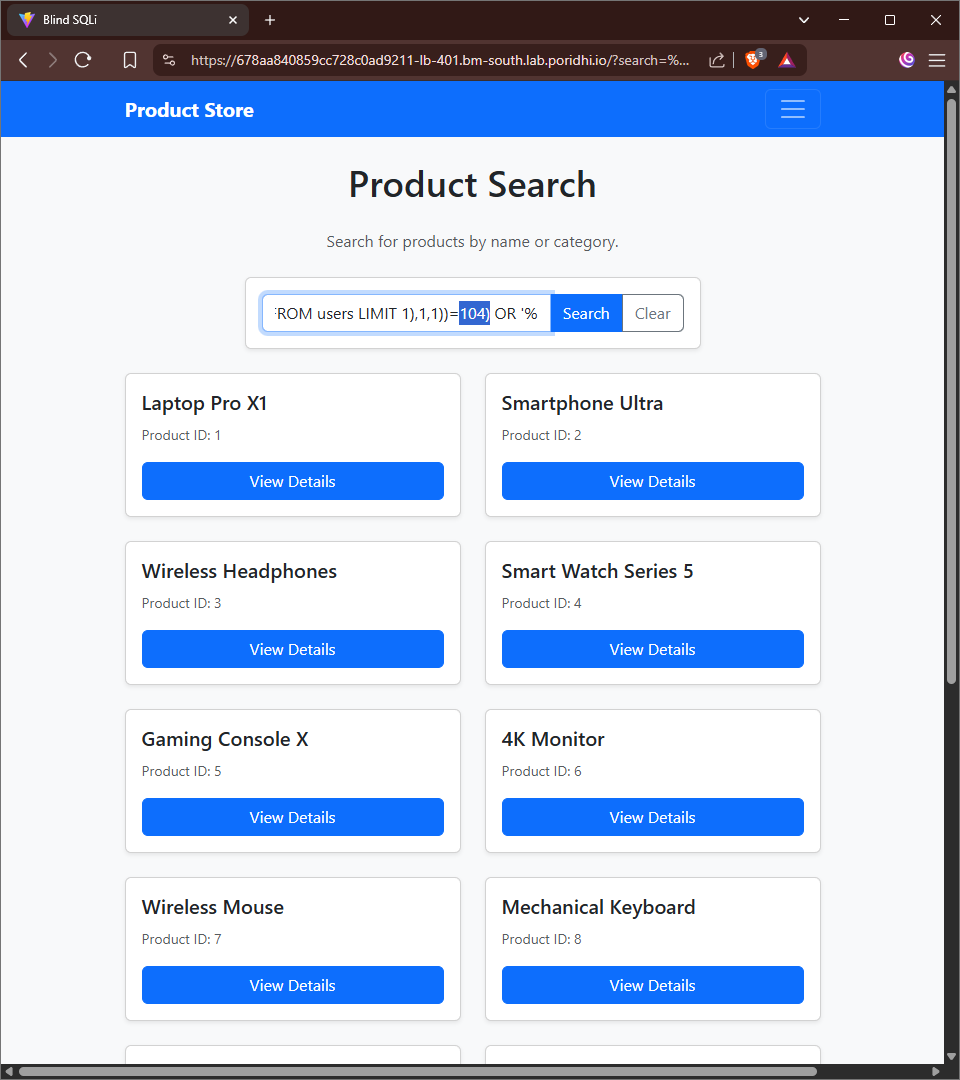 Blind SQLi
https://678aa840859cc728c0ad9211-lb-401.bm-south.lab.poridhi.io/?search=%...
3
Product Store
Product Search
Search for products by name or category.
FROM users LIMIT 1),1,1))=104) OR '%
Search
Clear
Laptop Pro X1
Product ID: 1
View Details
Smartphone Ultra
Product ID: 2
View Details
Wireless Headphones
Product ID: 3
View Details
Smart Watch Series 5
Product ID: 4
View Details
Gaming Console X
Product ID: 5
View Details
4K Monitor
Product ID: 6
View Details
Wireless Mouse
Product ID: 7
View Details
Mechanical Keyboard
Product ID: 8
View Details